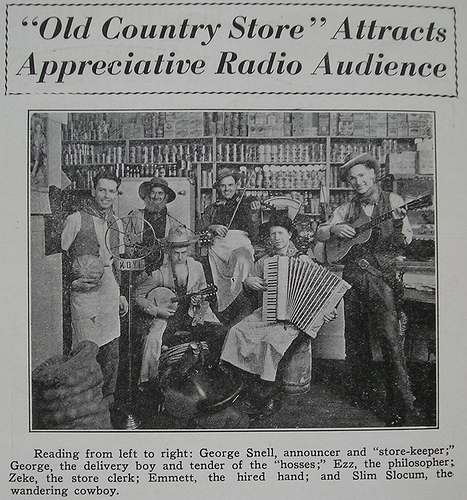 "Old Country Store" Attracts
Appreciative Radio Audience
KDYL
Reading from left to right: George Snell, announcer and "store-keeper;"
George, the delivery boy and tender of the "hosses;" Ezz, the philosopher;
Zeke, the store clerk; Emmett, the hired hand; and Slim Slocum, the
wandering cowboy.